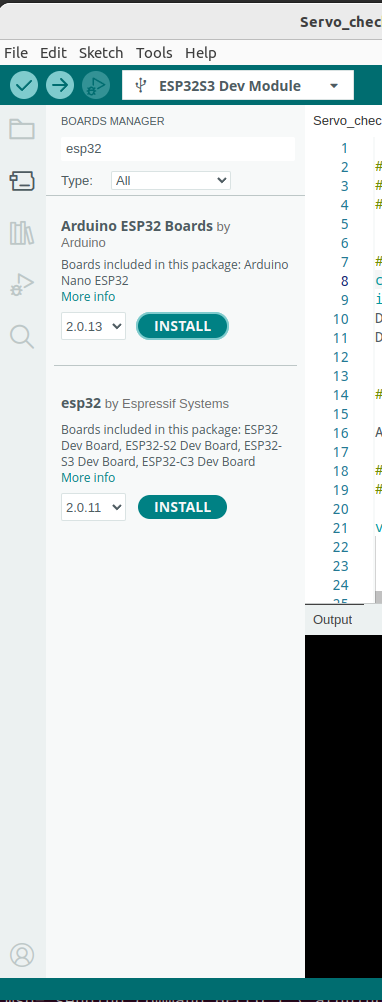 Servo_chec
File Edit Sketch Tools Help
ESP32S3 Dev Module
BOARDS MANAGER
esp32
Type: All
Arduino ESP32 Boards by
Arduino
Boards included in this package: Arduino
Nano ESP32
More info
2.0.13 INSTALL
esp32 by Espressif Systems
Boards included in this package: ESP32
Dev Board, ESP32-S2 Dev Board, ESP32-
S3 Dev Board, ESP32-C3 Dev Board
More info
2.0.11 INSTALL
Servo_chec
1
2 #
3 #
4 #
5
6
7 #
8 c
9 i
10 D
11 D
12
13
14 #
15
16 A
17
18 #
19 #
20
21 v
22
23
24
25
Output